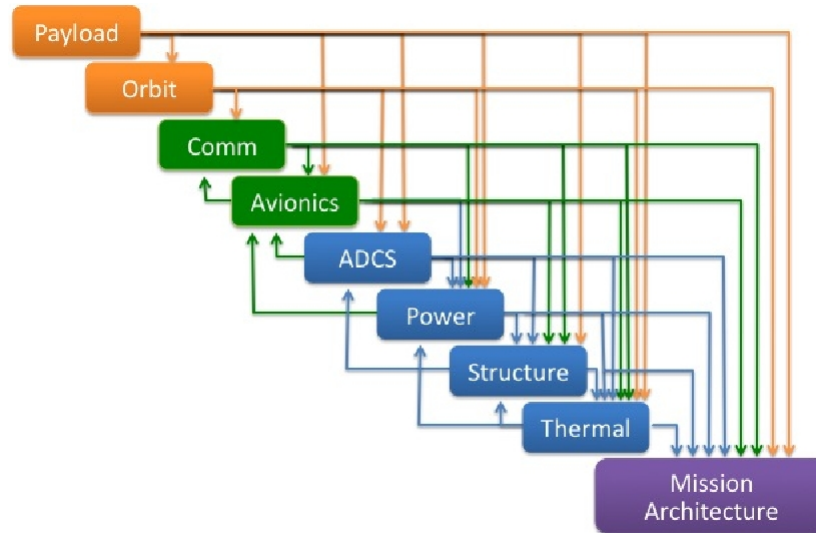 Payload
Orbit
Comm
Avionics
ADCS
Power
Structure
Thermal
Mission
Architecture